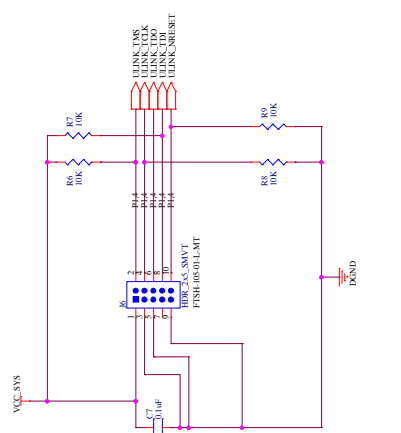 ULINK_TMS
ULINK_TCLK
ULINK_TDO
ULINK_TDI
ULINK_NRESET
R7
10K
R9
10K
R6
10K
R8
10K
P1,4
P1,4
P1,4
P1,4
P1,4
2
4
6
8
10
J6
HDR_2x5_SMVT
FTSH-105-01-L-MT
1
3
5
7
9
DGND
VCC_SYS
C7
0.1uF